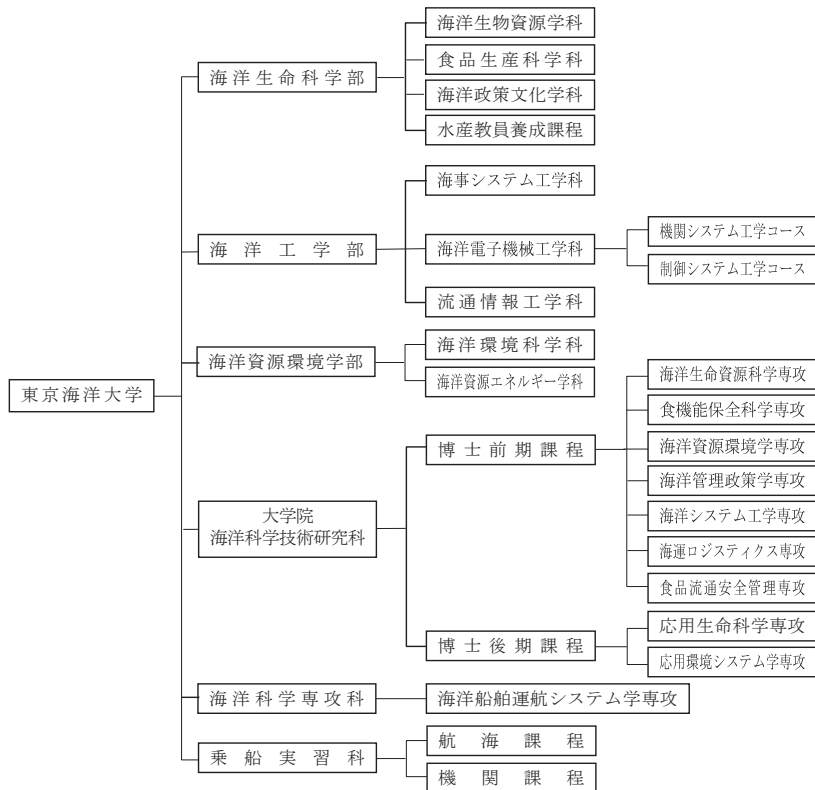 東京海洋大学
海洋生命科学部
海洋生物資源学科
食品生産科学科
海洋政策文化学科
水産教員養成課程
海洋工学部
海事システム工学科
海洋電子機械工学科
機関システム工学コース
制御システム工学コース
流通情報工学科
海洋資源環境学部
海洋環境科学科
海洋資源エネルギー学科
大学院
海洋科学技術研究科
博士前期課程
海洋生命資源科学専攻
食機能保全科学専攻
海洋資源環境学専攻
海洋管理政策学専攻
海洋システム工学専攻
海運ロジスティクス専攻
食品流通安全管理専攻
博士後期課程
応用生命科学専攻
応用環境システム学専攻
海洋科学専攻科
海洋船舶運航システム学専攻
乗船実習科
航海課程
機関課程